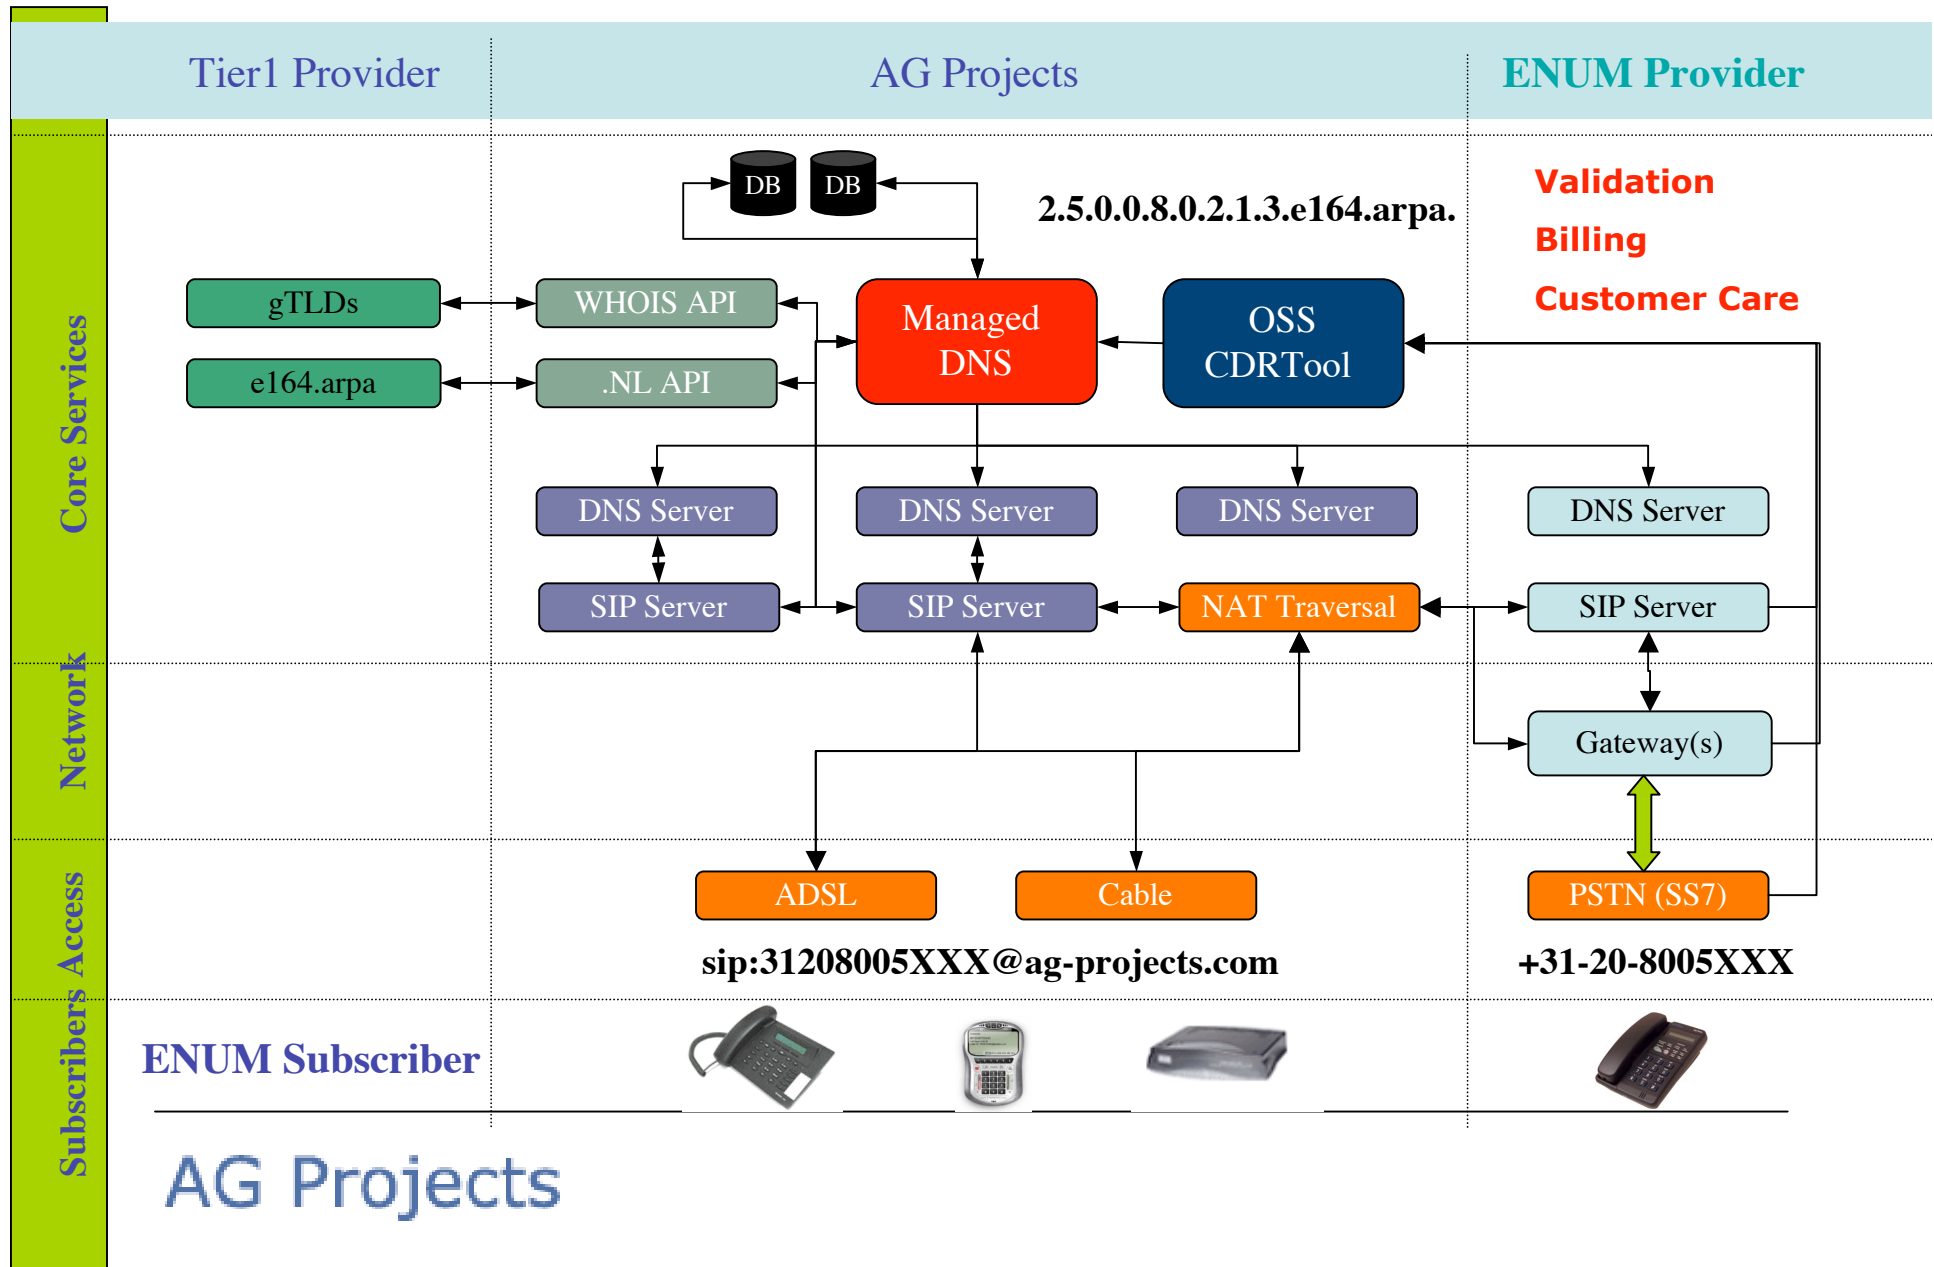 Tier1 Provider
AG Projects
ENUM Provider
DB
DB
2.5.0.0.8.0.2.1.3.e164.arpa.
Validation
Billing
Customer Care
gTLDs
WHOIS API
Managed
DNS
OSS
CDRTool
e164.arpa
.NL API
Core Services
DNS Server
DNS Server
DNS Server
DNS Server
SIP Server
SIP Server
NAT Traversal
SIP Server
Network
Gateway(s)
Subscribers Access
ADSL
Cable
PSTN (SS7)
sip:31208005XXX@ag-projects.com
+31-20-8005XXX
ENUM Subscriber
AG Projects